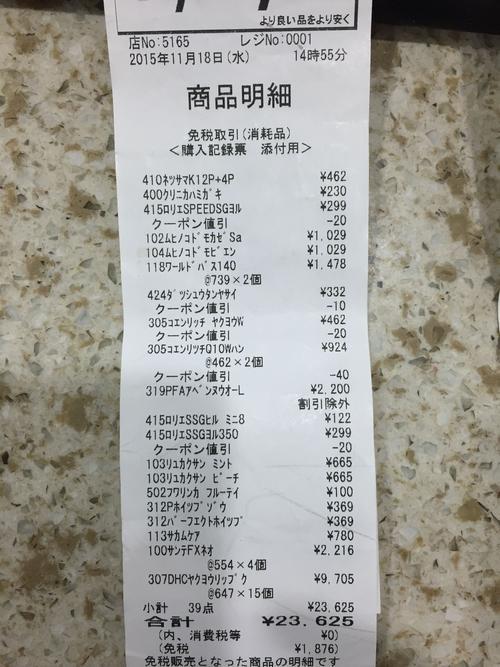 より良い品をより安く
店No:5165 レジNo:0001
2015年11月18日(水) 14時55分
商品明細
免税取引(消耗品)
<購入記録票 添付用>
410ネツサマK12P+4P ¥462
400クリニカハミガキ ¥230
415ロリエSPEEDSGヨル ¥299
クーポン値引 -20
102ムヒノコドモカゼSa ¥1,029
104ムヒノコドモビエン ¥1,029
118ワールドバス140 ¥1,478
@739×2個
424ダツシュウタンヤサイ ¥332
クーポン値引 -10
305コエンリッチ ヤクヨウW ¥462
クーポン値引 -20
305コエンリツチQ10Wハン ¥924
@462×2個
クーポン値引 -40
319PFAアベンヌウオーL ¥2,200
割引除外
415ロリエSSGヒル ミニ8 ¥122
415ロリエSSGヨル350 ¥299
クーポン値引 -20
103リユカクサン ミント ¥665
103リユカクサン ピーチ ¥665
502フワリンカ フルーテイ ¥100
312Pホイツプゾウ ¥369
312パーフエクトホイツプ ¥369
113サカムケア ¥780
100サンテFXネオ ¥2,216
@554×4個
307DHCヤクヨウリップク ¥9,705
@647×15個
小計 39点 ¥23,625
合計 ¥23,625
(内、消費税等 ¥0)
(免税 ¥1,876)
免税販売となった商品の明細です